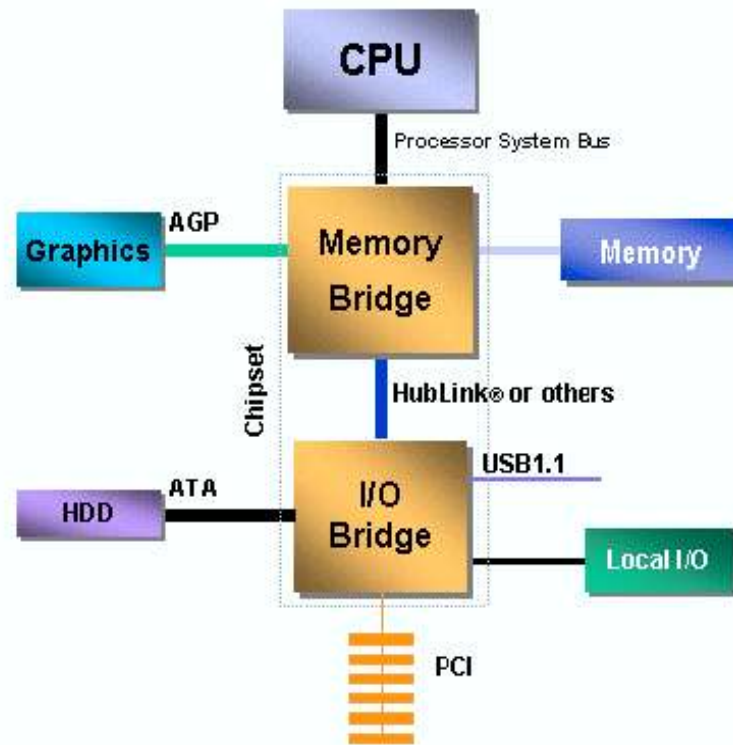 CPU
Processor System Bus
AGP
Graphics
Memory
Bridge
Memory
Chipset
HubLink® or others
USB1.1
ATA
HDD
I/O
Bridge
Local I/O
PCI